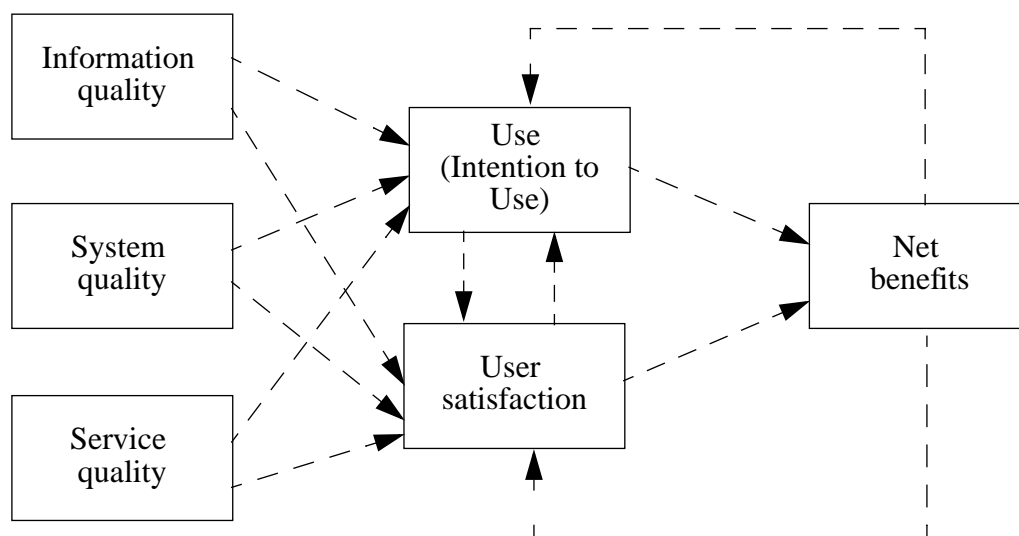 Information
quality
Use
(Intention to
Use)
System
quality
Net
benefits
User
satisfaction
Service
quality